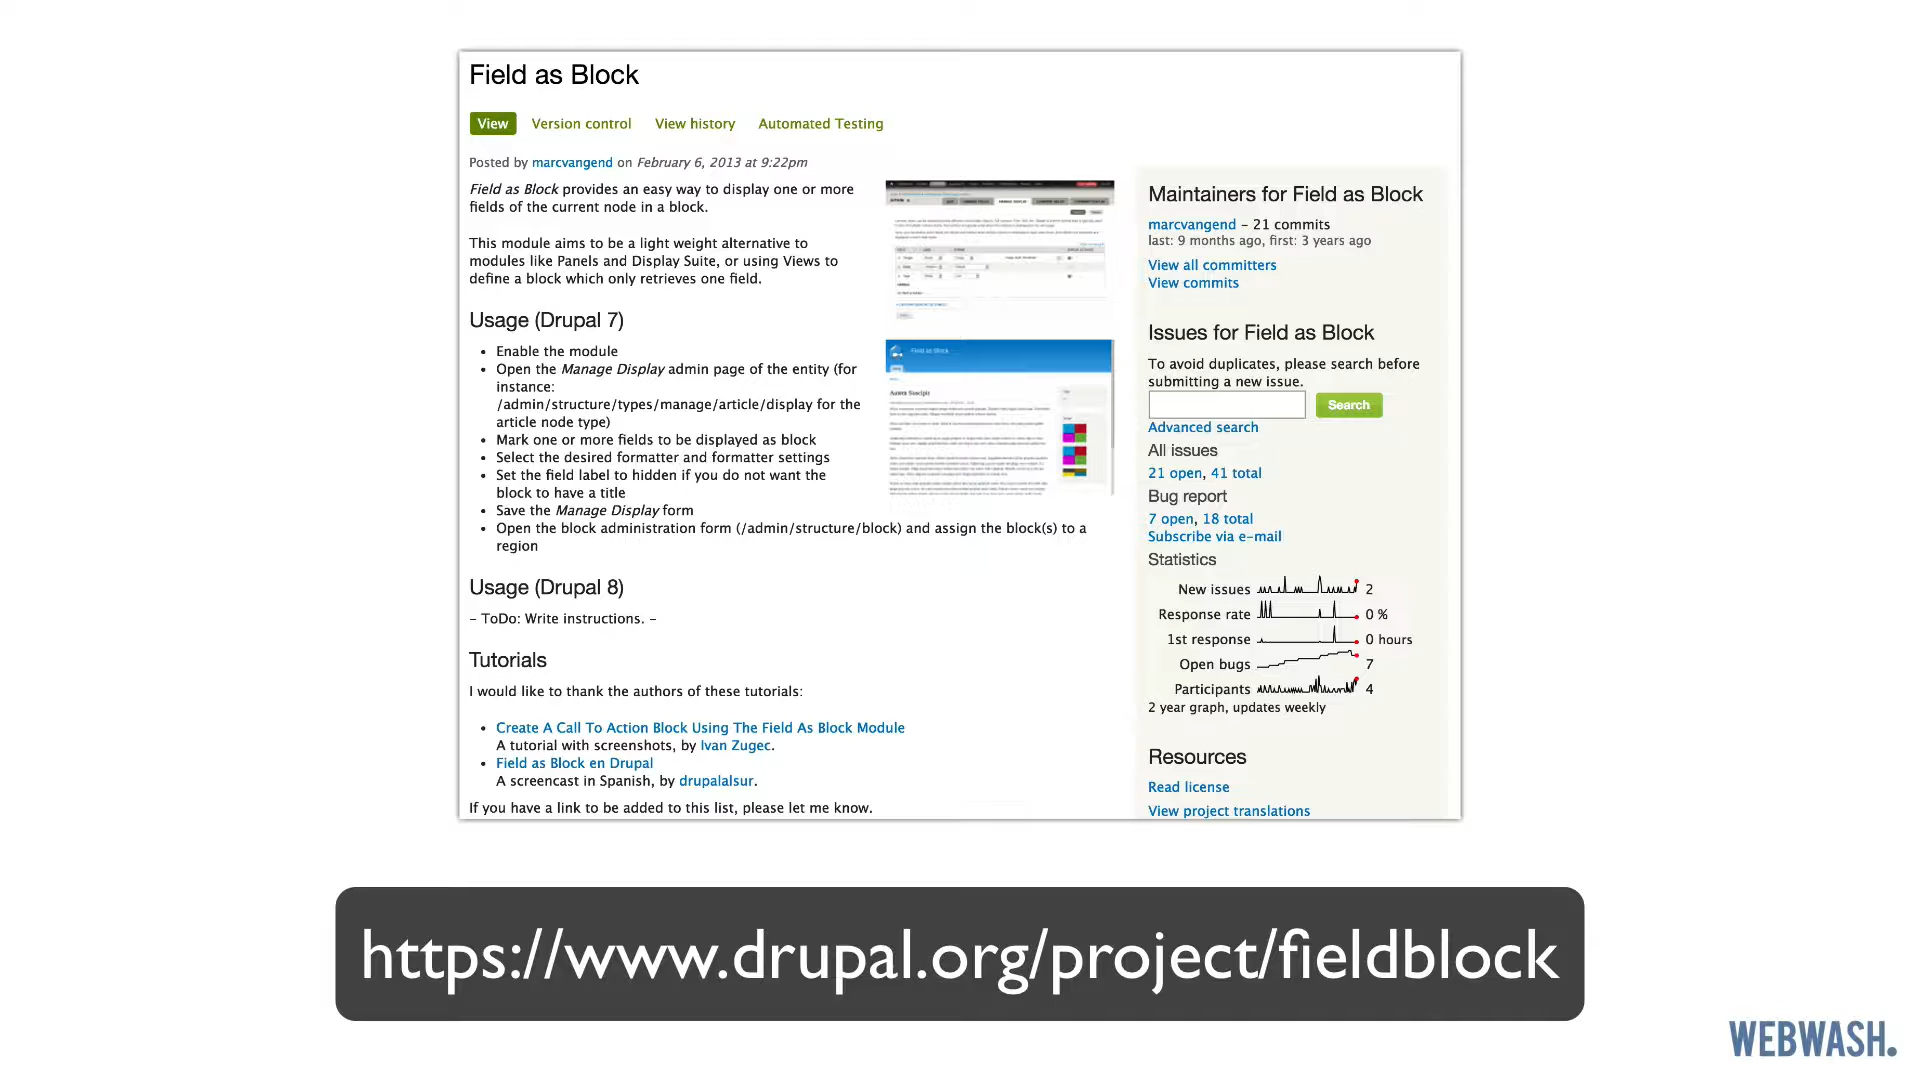 Field as Block
View Version control View history Automated Testing
Posted by marcvangend on February 6, 2013 at 9:22pm
Field as Block provides an easy way to display one or more
fields of the current node in a block.
This module aims to be a light weight alternative to
modules like Panels and Display Suite, or using Views to
define a block which only retrieves one field.
Usage (Drupal 7)
• Enable the module
• Open the Manage Display admin page of the entity (for
instance:
/admin/structure/types/manage/article/display for the
article node type)
• Mark one or more fields to be displayed as block
• Select the desired formatter and formatter settings
• Set the field label to hidden if you do not want the
block to have a title
• Save the Manage Display form
• Open the block administration form (/admin/structure/block) and assign the block(s) to a
region
Usage (Drupal 8)
- ToDo: Write instructions. -
Tutorials
I would like to thank the authors of these tutorials:
• Create A Call To Action Block Using The Field As Block Module
A tutorial with screenshots, by Ivan Zugec.
• Field as Block en Drupal
A screencast in Spanish, by drupalalsur.
If you have a link to be added to this list, please let me know.
Field as Block
Maintainers for Field as Block
marcvangend - 21 commits
last: 9 months ago, first: 3 years ago
View all committers
View commits
Issues for Field as Block
To avoid duplicates, please search before
submitting a new issue.
Search
Advanced search
All issues
21 open, 41 total
Bug report
7 open, 18 total
Subscribe via e-mail
Statistics
New issues 2
Response rate 0 %
1st response 0 hours
Open bugs 7
Participants 4
2 year graph, updates weekly
Resources
Read license
View project translations
https://www.drupal.org/project/fieldblock
WEBWASH.